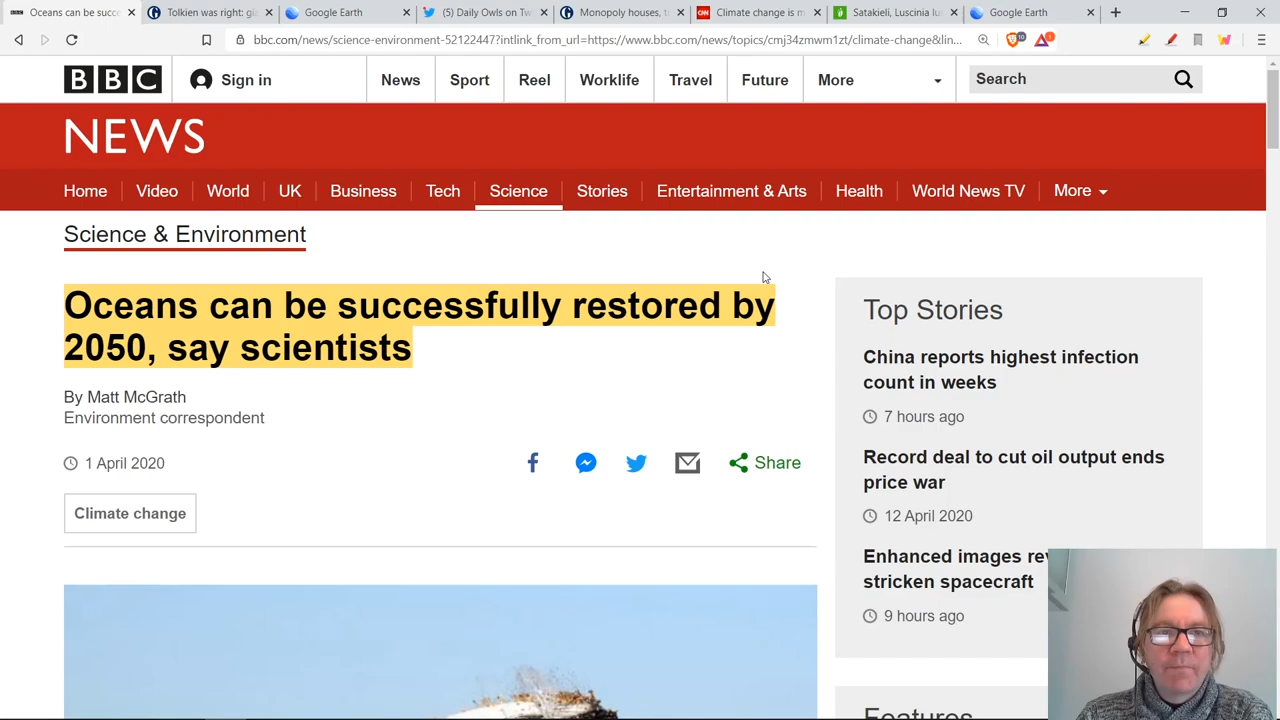 Oceans can be succe
Tolkien was right: gia
Google Earth
(5) Daily Owls on Tw
Monopoly houses, t
Climate change is m
Satakieli, Luscinia lus
Google Earth
bbc.com/news/science-environment-52122447?intlink_from_url=https://www.bbc.com/news/topics/cmj34zmwm1zt/climate-change&lin...
BBC
Sign in
News
Sport
Reel
Worklife
Travel
Future
More
Search
NEWS
Home
Video
World
UK
Business
Tech
Science
Stories
Entertainment & Arts
Health
World News TV
More
Science & Environment
Oceans can be successfully restored by
2050, say scientists
By Matt McGrath
Environment correspondent
1 April 2020
Share
Climate change
Top Stories
China reports highest infection
count in weeks
7 hours ago
Record deal to cut oil output ends
price war
12 April 2020
Enhanced images rev
stricken spacecraft
9 hours ago
Features